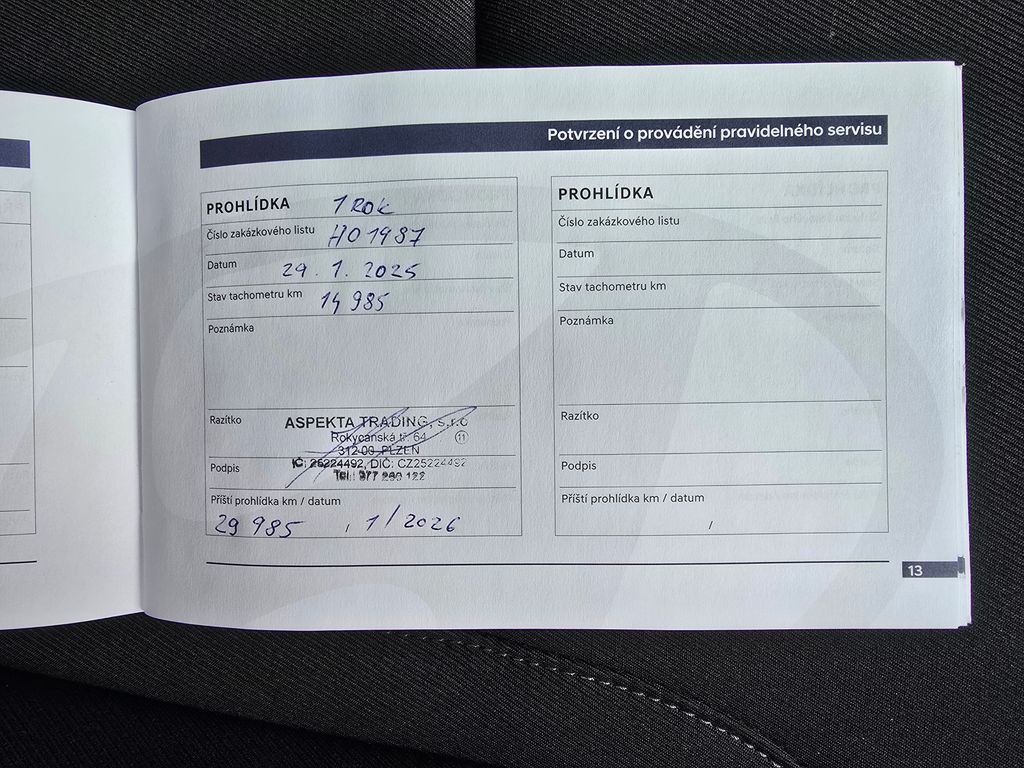 Potvrzení o provádění pravidelného servisu
PROHLÍDKA 1 ROK
Číslo zakázkového listu HO1987
Datum 29. 1. 2025
Stav tachometru km 14 985
Poznámka
Razítko
ASPEKTA TRADING, s.r.o
Rokycanská tř. 64
312 00 PLZEŇ
11
Podpis
IČ: 25224492, DIČ: CZ25224492
Tel.: 377 260 122
Příští prohlídka km / datum
29 985 / 1/2026
PROHLÍDKA
Číslo zakázkového listu
Datum
Stav tachometru km
Poznámka
Razítko
Podpis
Příští prohlídka km / datum
/
13